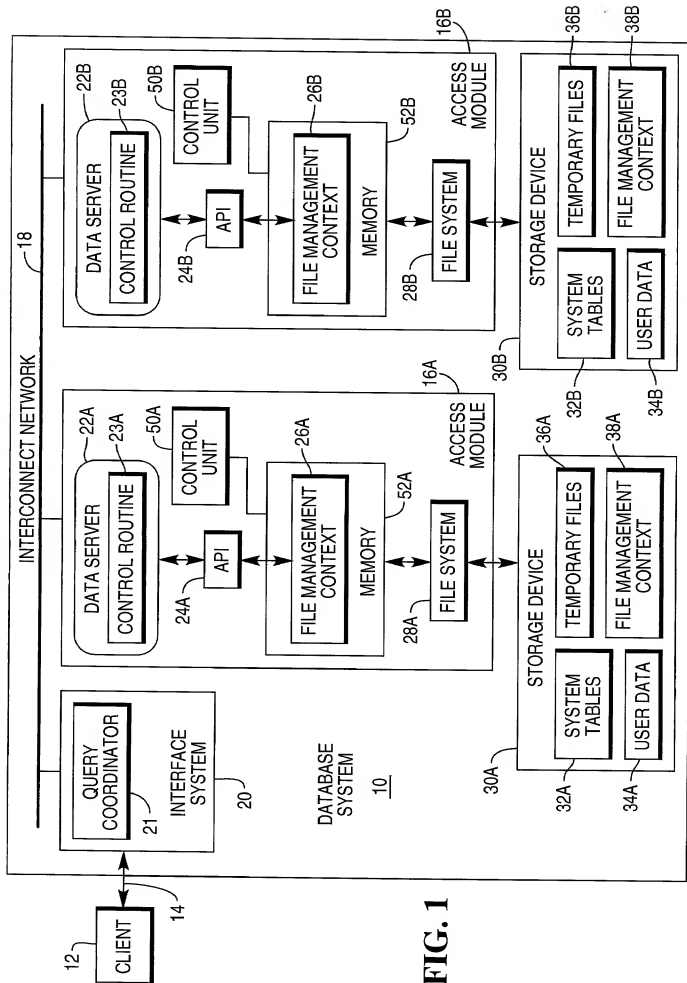 INTERCONNECT NETWORK
18
CLIENT
12
14
QUERY
COORDINATOR
21
INTERFACE
SYSTEM
20
DATABASE
SYSTEM
10
22A
DATA SERVER
23A
CONTROL ROUTINE
50A
CONTROL
UNIT
24A
API
26A
FILE MANAGEMENT
CONTEXT
MEMORY
52A
28A
FILE SYSTEM
16A
ACCESS
MODULE
30A
STORAGE DEVICE
32A
SYSTEM
TABLES
36A
TEMPORARY FILES
34A
USER DATA
38A
FILE MANAGEMENT
CONTEXT
22B
DATA SERVER
23B
CONTROL ROUTINE
50B
CONTROL
UNIT
24B
API
26B
FILE MANAGEMENT
CONTEXT
MEMORY
52B
28B
FILE SYSTEM
16B
ACCESS
MODULE
30B
STORAGE DEVICE
32B
SYSTEM
TABLES
36B
TEMPORARY FILES
34B
USER DATA
38B
FILE MANAGEMENT
CONTEXT
FIG. 1